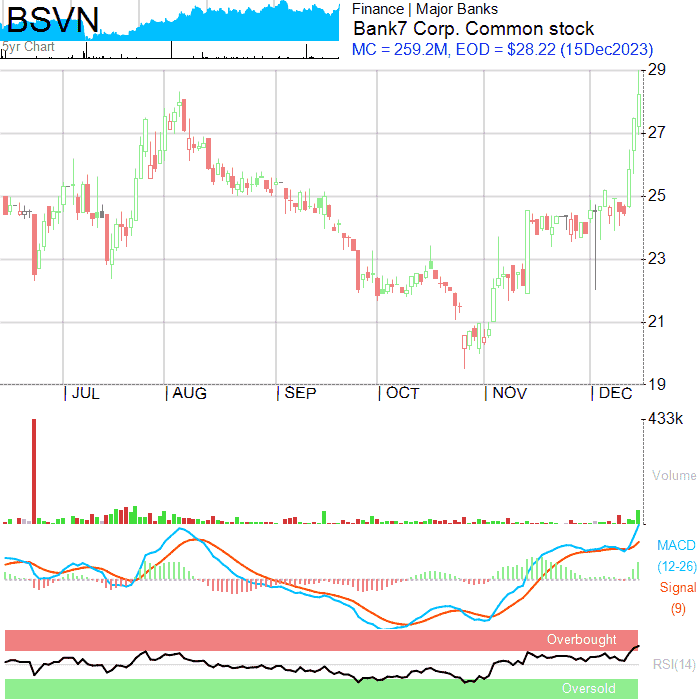 BSVN
5yr Chart
Finance | Major Banks
Bank7 Corp. Common stock
MC = 259.2M, EOD = $28.22 (15Dec2023)
29
27
25
23
21
19
| JUL | AUG | SEP | OCT | NOV | DEC
433k
Volume
MACD
(12-26)
Signal
(9)
Overbought
RSI(14)
Oversold